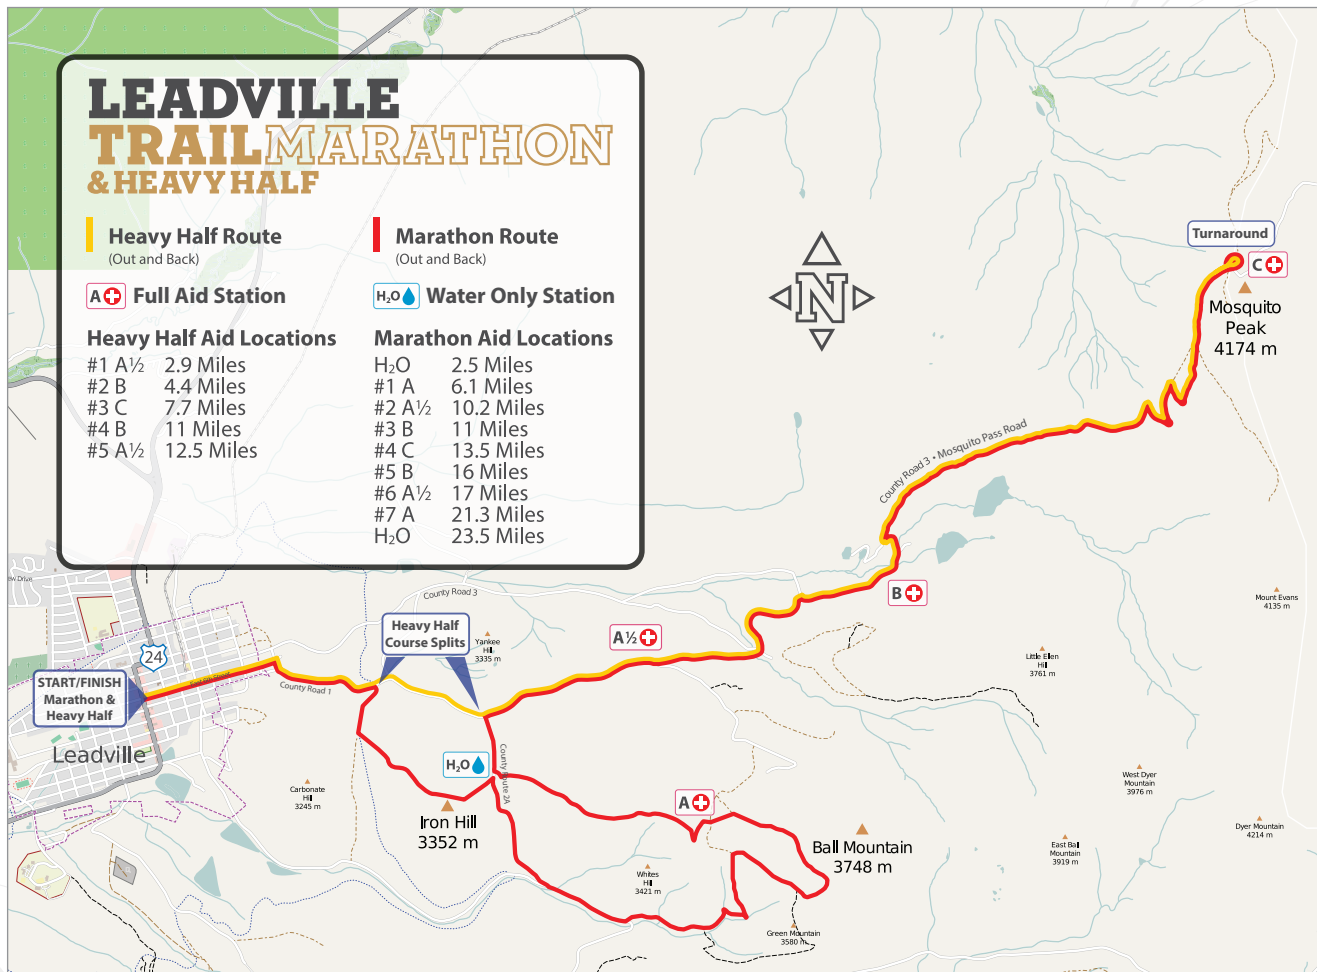 LEADVILLE
TRAIL MARATHON
& HEAVY HALF
Heavy Half Route
(Out and Back)
Marathon Route
(Out and Back)
A Full Aid Station
H₂O Water Only Station
Heavy Half Aid Locations
#1 A½ 2.9 Miles
#2 B 4.4 Miles
#3 C 7.7 Miles
#4 B 11 Miles
#5 A½ 12.5 Miles
Marathon Aid Locations
H₂O 2.5 Miles
#1 A 6.1 Miles
#2 A½ 10.2 Miles
#3 B 11 Miles
#4 C 13.5 Miles
#5 B 16 Miles
#6 A½ 17 Miles
#7 A 21.3 Miles
H₂O 23.5 Miles
N
Turnaround
C
Mosquito
Peak
4174 m
County Road 3 • Mosquito Pass Road
B
Mount Evans
4135 m
County Road 3
Heavy Half
Course Splits
Yankee
Hill
3335 m
A½
Little Ellen
Hill
3761 m
24
START/FINISH
Marathon &
Heavy Half
County Road 1
Leadville
H₂O
County Route 2A
Carbonate
Hill
3245 m
Iron Hill
3352 m
A
Ball Mountain
3748 m
West Dyer
Mountain
3976 m
Dyer Mountain
4214 m
East Ball
Mountain
3919 m
Whites
Hill
3421 m
Green Mountain
3580 m